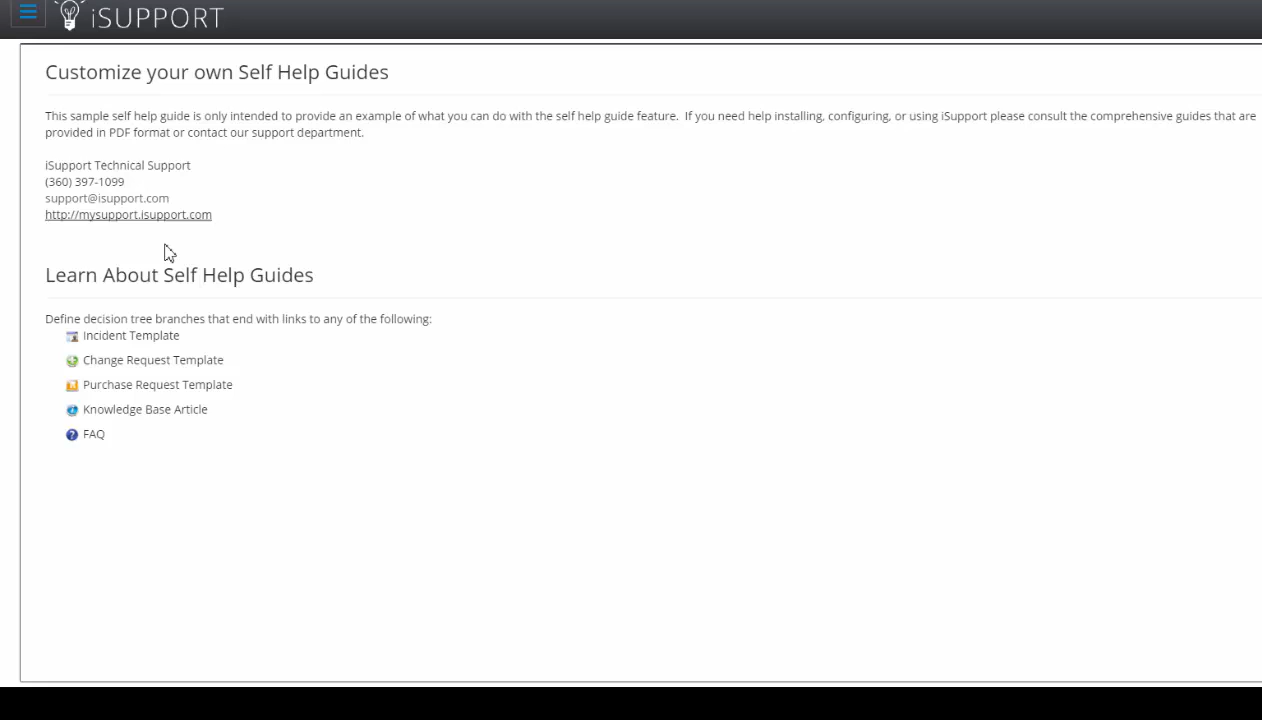 iSUPPORT
Customize your own Self Help Guides
This sample self help guide is only intended to provide an example of what you can do with the self help guide feature.  If you need help installing, configuring, or using iSupport please consult the comprehensive guides that are
provided in PDF format or contact our support department.
iSupport Technical Support
(360) 397-1099
support@isupport.com
http://mysupport.isupport.com
Learn About Self Help Guides
Define decision tree branches that end with links to any of the following:
Incident Template
Change Request Template
Purchase Request Template
Knowledge Base Article
FAQ